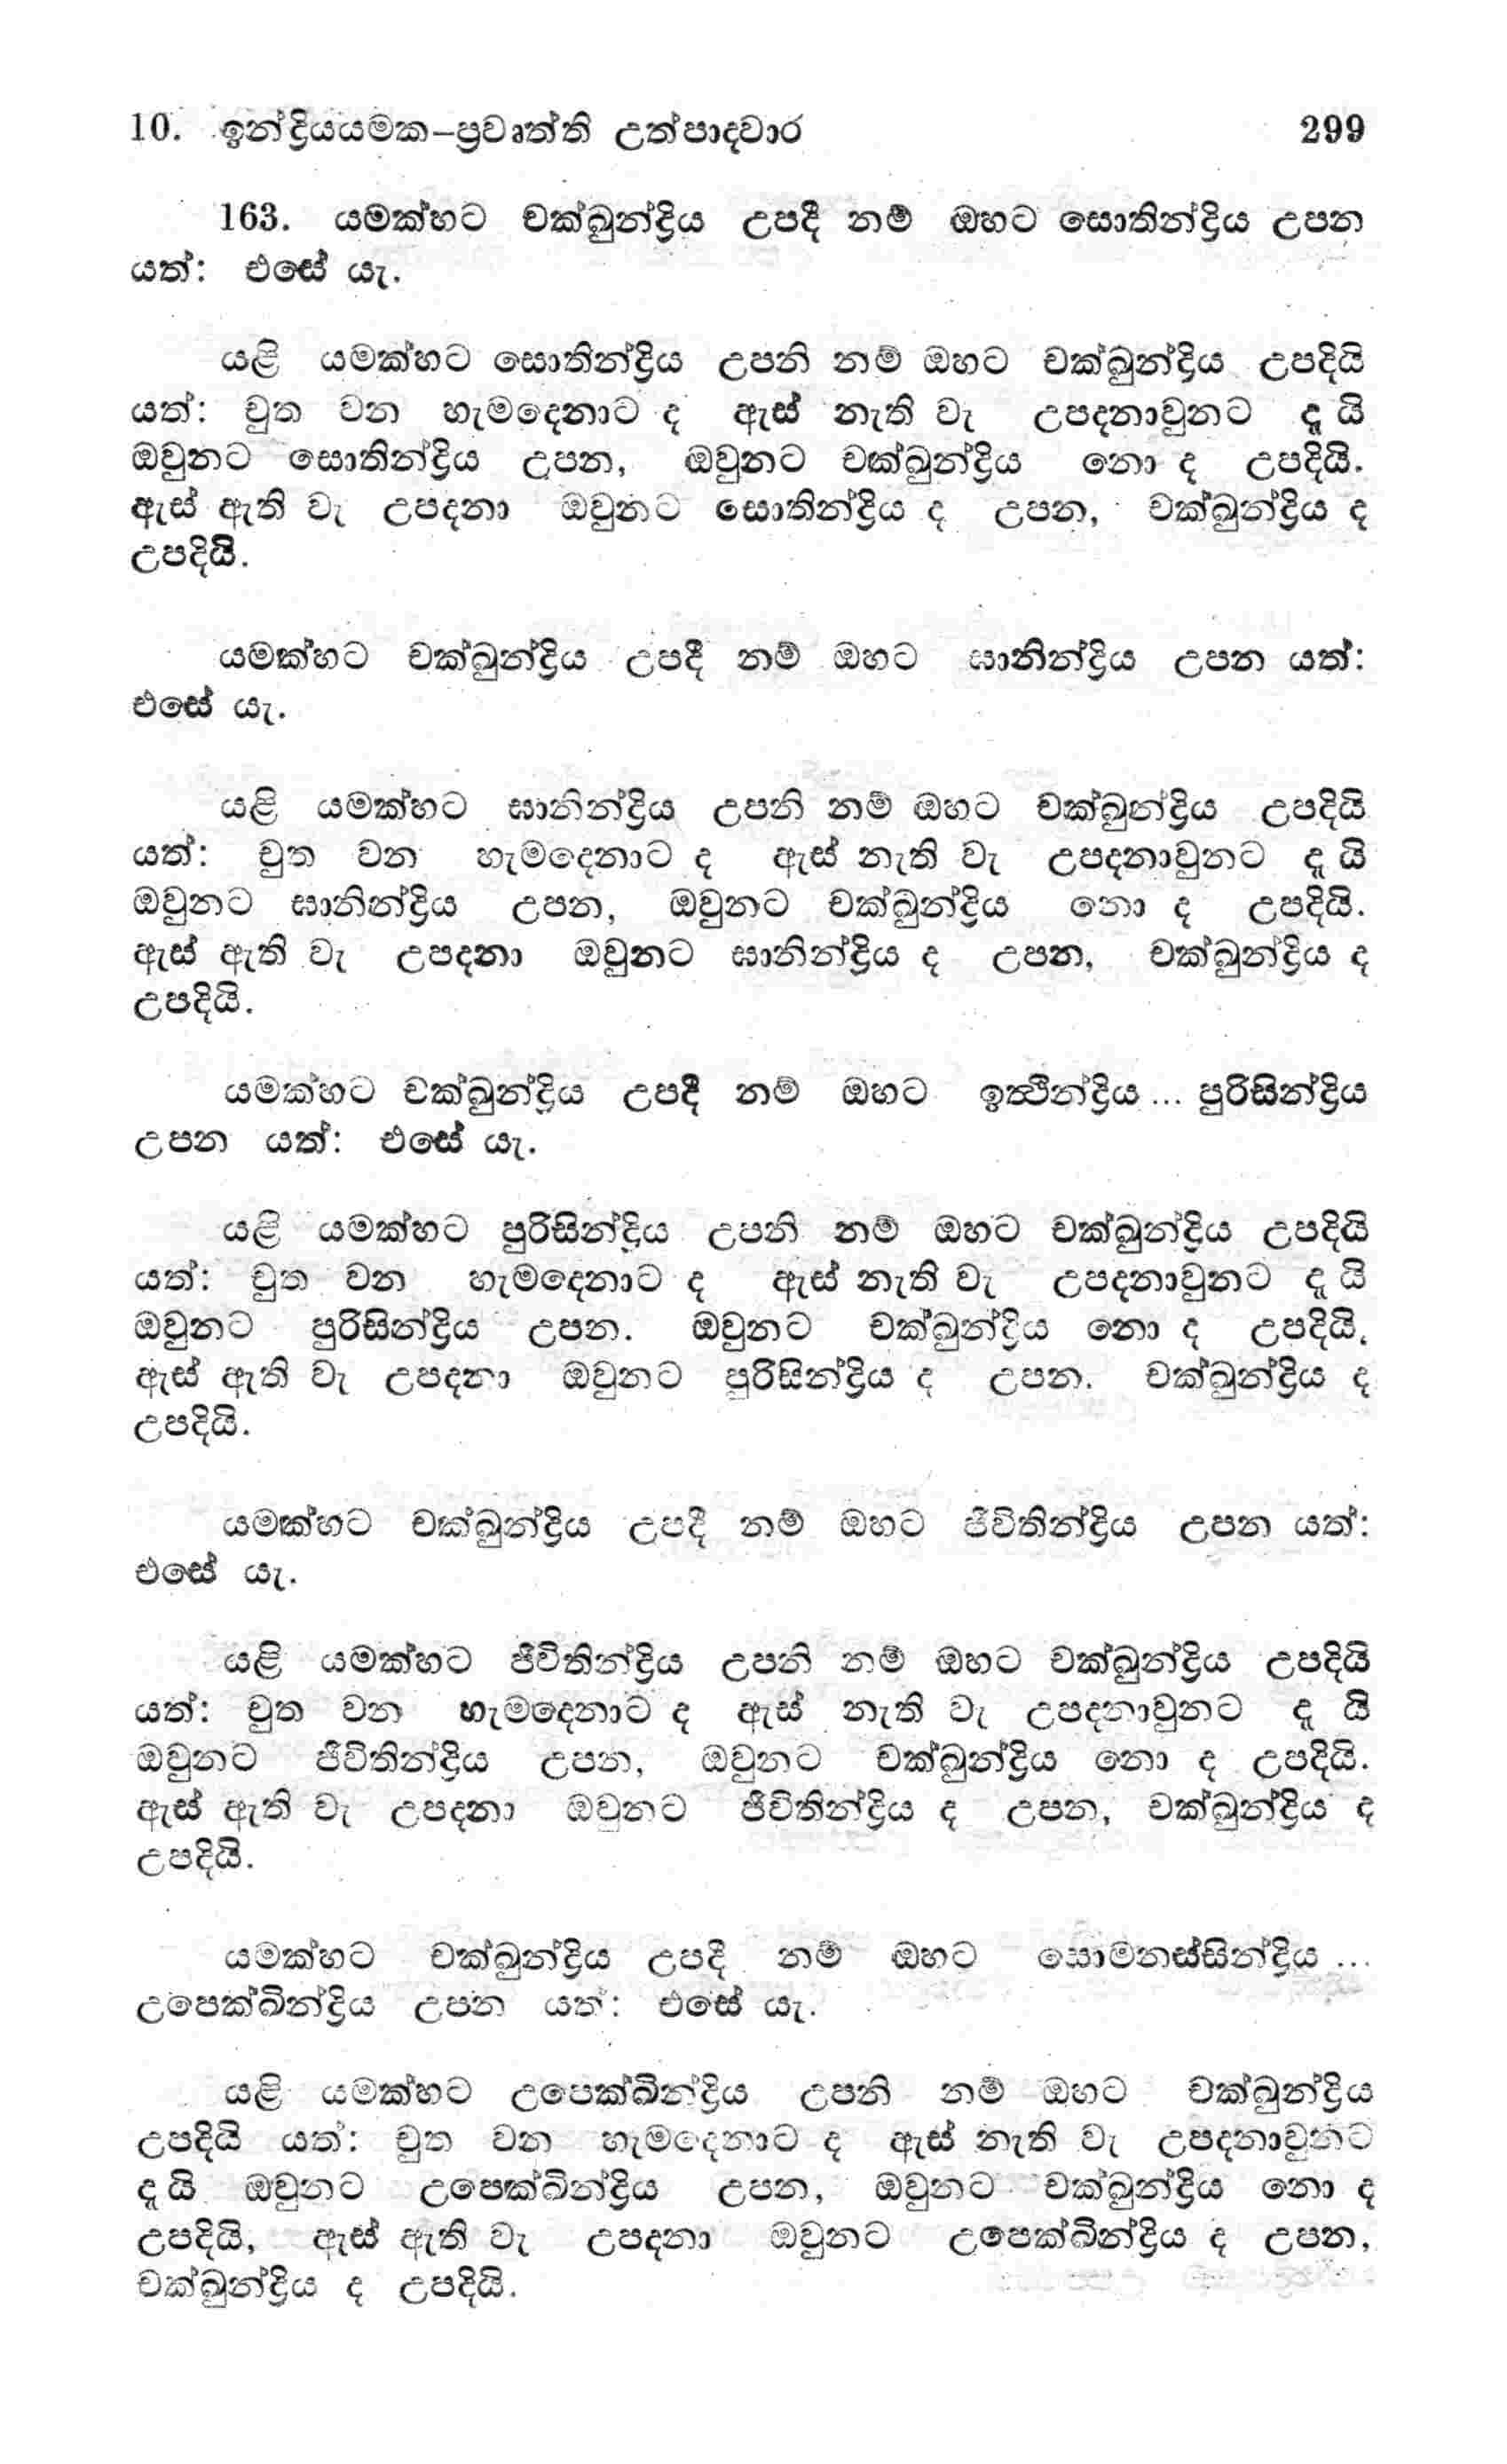 10. ඉන්ද්‍රියයමක–ප්‍රවෘත්ති උත්පාදවාර 299
163. යමක්හට චක්ඛුන්ද්‍රිය උපදී නම් ඔහට සොතින්ද්‍රිය උපන
යත්: එසේ යැ.
යළි යමක්හට සොතින්ද්‍රිය උපනි නම් ඔහට චක්ඛුන්ද්‍රිය උපදියි
යත්: චුත වන හැමදෙනාට ද ඇස් නැති වැ උපදනාවුනට දු යි
ඔවුනට සොතින්ද්‍රිය උපන, ඔවුනට චක්ඛුන්ද්‍රිය නො ද උපදියි.
ඇස් ඇති වැ උපදනා ඔවුනට සොතින්ද්‍රිය ද උපන, චක්ඛුන්ද්‍රිය ද
උපදියි.
යමක්හට චක්ඛුන්ද්‍රිය උපදී නම් ඔහට ඝානින්ද්‍රිය උපන යත්:
එසේ යැ.
යළි යමක්හට ඝානින්ද්‍රිය උපනි නම් ඔහට චක්ඛුන්ද්‍රිය උපදියි
යත්: චුත වන හැමදෙනාට ද ඇස් නැති වැ උපදනාවුනට දු යි
ඔවුනට ඝානින්ද්‍රිය උපන, ඔවුනට චක්ඛුන්ද්‍රිය නො ද උපදියි.
ඇස් ඇති වැ උපදනා ඔවුනට ඝානින්ද්‍රිය ද උපන, චක්ඛුන්ද්‍රිය ද
උපදියි.
යමක්හට චක්ඛුන්ද්‍රිය උපදී නම් ඔහට ඉත්‍ථින්ද්‍රිය ... පුරිසින්ද්‍රිය
උපන යත්: එසේ යැ.
යළි යමක්හට පුරිසින්ද්‍රිය උපනි නම් ඔහට චක්ඛුන්ද්‍රිය උපදියි
යත්: චුත වන හැමදෙනාට ද ඇස් නැති වැ උපදනාවුනට දු යි
ඔවුනට පුරිසින්ද්‍රිය උපන. ඔවුනට චක්ඛුන්ද්‍රිය නො ද උපදියි.
ඇස් ඇති වැ උපදනා ඔවුනට පුරිසින්ද්‍රිය ද උපන. චක්ඛුන්ද්‍රිය ද
උපදියි.
යමක්හට චක්ඛුන්ද්‍රිය උපදී නම් ඔහට ජීවිතින්ද්‍රිය උපන යත්:
එසේ යැ.
යළි යමක්හට ජීවිතින්ද්‍රිය උපනි නම් ඔහට චක්ඛුන්ද්‍රිය උපදියි
යත්: චුත වන හැමදෙනාට ද ඇස් නැති වැ උපදනාවුනට දු යි
ඔවුනට ජීවිතින්ද්‍රිය උපන, ඔවුනට චක්ඛුන්ද්‍රිය නො ද උපදියි.
ඇස් ඇති වැ උපදනා ඔවුනට ජීවිතින්ද්‍රිය ද උපන, චක්ඛුන්ද්‍රිය ද
උපදියි.
යමක්හට චක්ඛුන්ද්‍රිය උපදී නම් ඔහට සොමනස්සින්ද්‍රිය ...
උපෙක්ඛින්ද්‍රිය උපන යත්: එසේ යැ.
යළි යමක්හට උපෙක්ඛින්ද්‍රිය උපනි නම් ඔහට චක්ඛුන්ද්‍රිය
උපදියි යත්: චුත වන හැමදෙනාට ද ඇස් නැති වැ උපදනාවුනට
දු යි ඔවුනට උපෙක්ඛින්ද්‍රිය උපන, ඔවුනට චක්ඛුන්ද්‍රිය නො ද
උපදියි, ඇස් ඇති වැ උපදනා ඔවුනට උපෙක්ඛින්ද්‍රිය ද උපන,
චක්ඛුන්ද්‍රිය ද උපදියි.